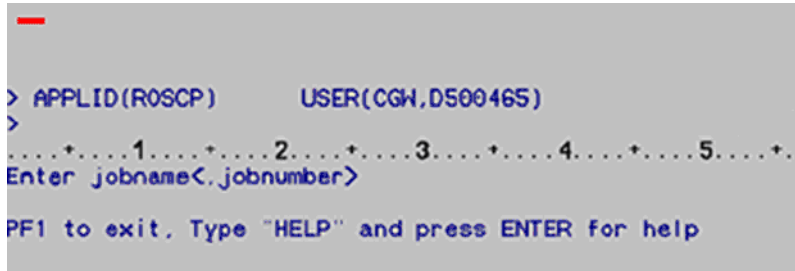 > APPLID(ROSCP)      USER(CGW,D500465)
>
....+....1....+....2....+....3....+....4....+....5....+.
Enter jobname<.jobnumber>
PF1 to exit. Type "HELP" and press ENTER for help